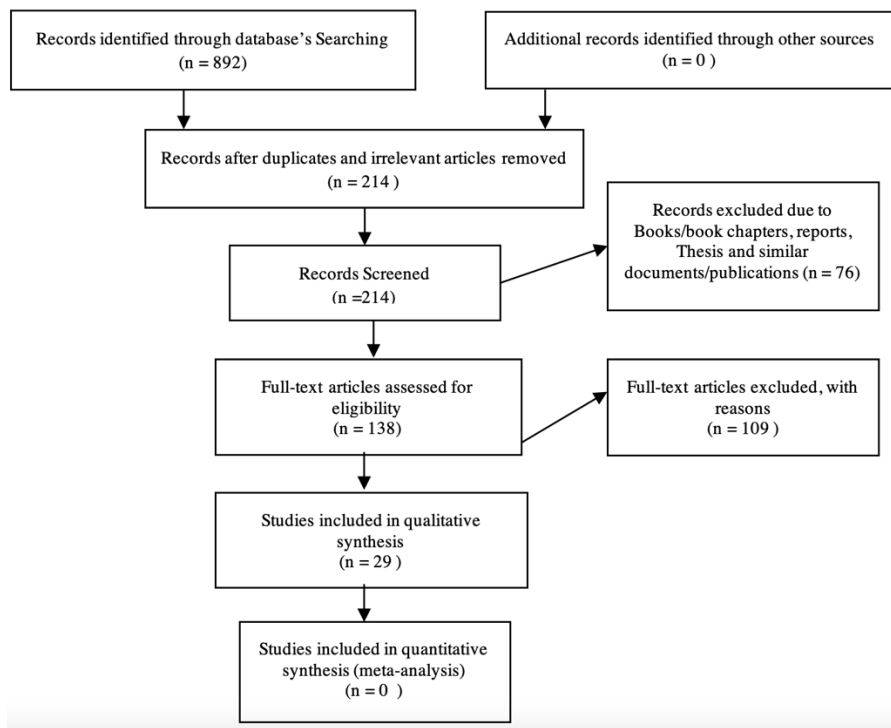 Records identified through database's Searching
(n = 892)
Additional records identified through other sources
(n = 0 )
Records after duplicates and irrelevant articles removed
(n = 214 )
Records excluded due to
Books/book chapters, reports,
Thesis and similar
documents/publications (n = 76)
Records Screened
(n =214)
Full-text articles assessed for
eligibility
(n = 138)
Full-text articles excluded, with
reasons
(n = 109 )
Studies included in qualitative
synthesis
(n = 29 )
Studies included in quantitative
synthesis (meta-analysis)
(n = 0 )